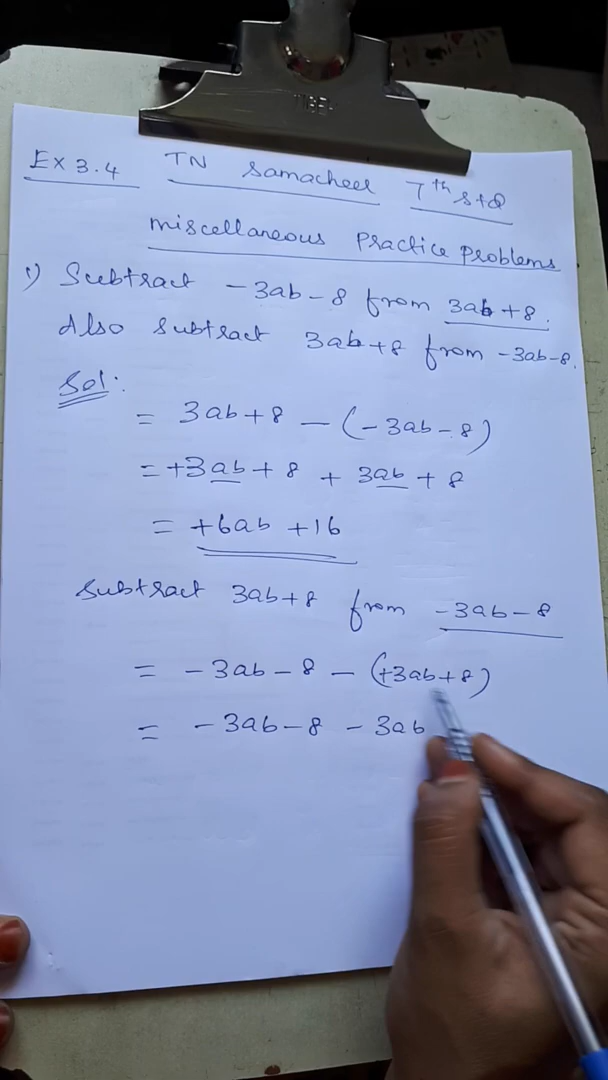 TIGER
Ex 3.4 TN Samacheer 7th std
miscellaneous Practice Problems
1) Subtract -3ab-8 from 3ab+8.
Also subtract 3ab+8 from -3ab-8.
Sol:
= 3ab+8 - (-3ab-8)
= +3ab+8 + 3ab+8
= +6ab +16
Subtract 3ab+8 from -3ab-8
= -3ab-8 - (+3ab+8)
= -3ab-8 - 3ab